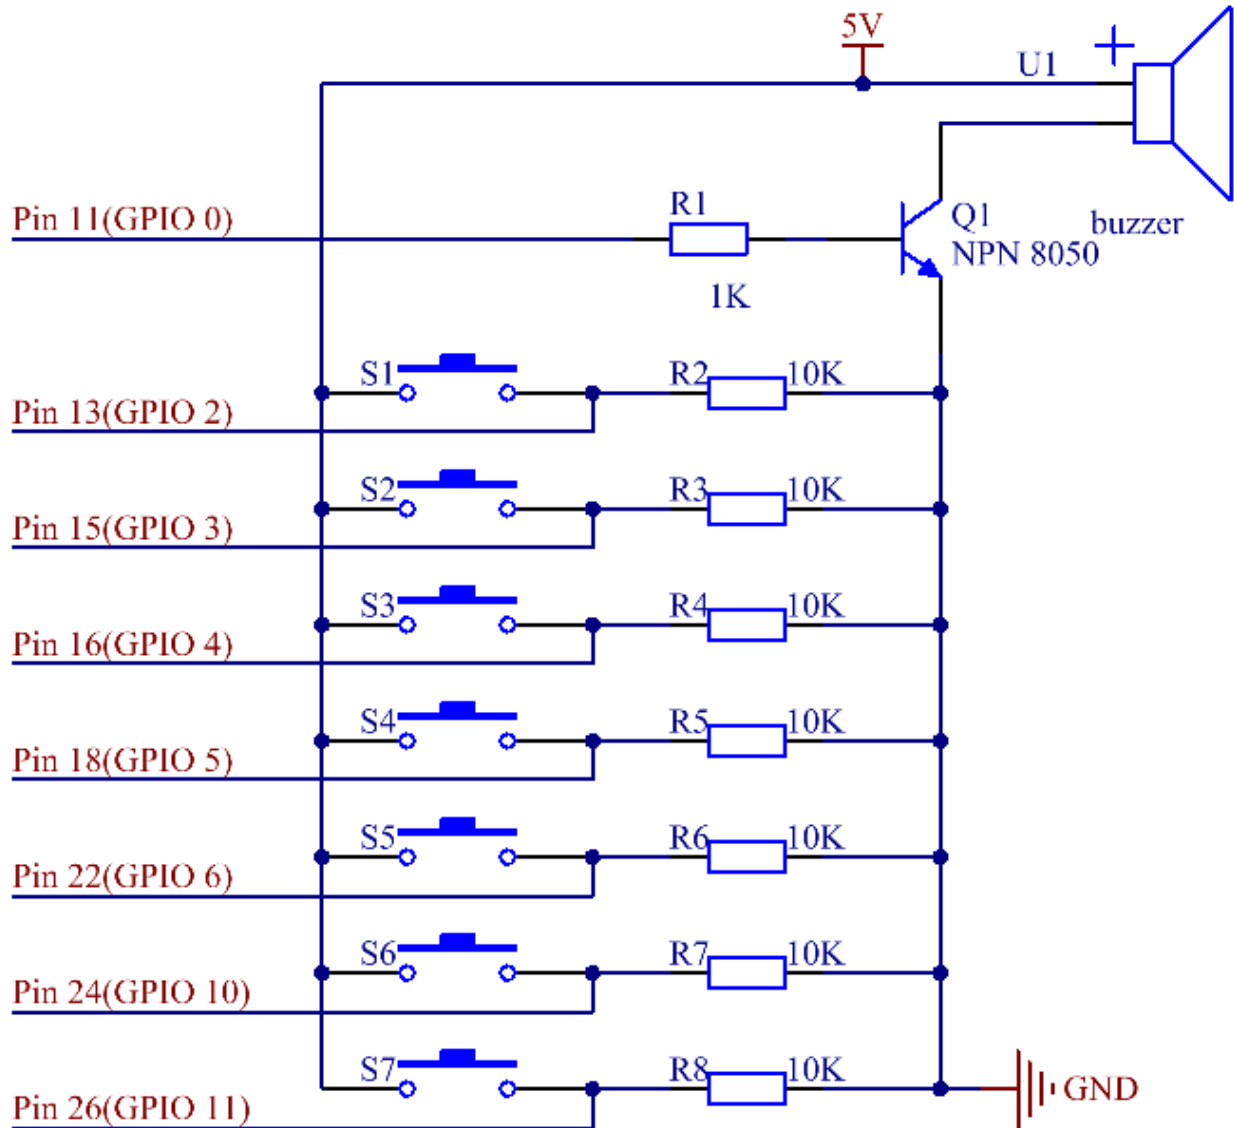 5V
U1
+
Pin 11(GPIO 0)
R1
1K
Q1
NPN 8050
buzzer
S1
R2
10K
Pin 13(GPIO 2)
S2
R3
10K
Pin 15(GPIO 3)
S3
R4
10K
Pin 16(GPIO 4)
S4
R5
10K
Pin 18(GPIO 5)
S5
R6
10K
Pin 22(GPIO 6)
S6
R7
10K
Pin 24(GPIO 10)
S7
R8
10K
GND
Pin 26(GPIO 11)